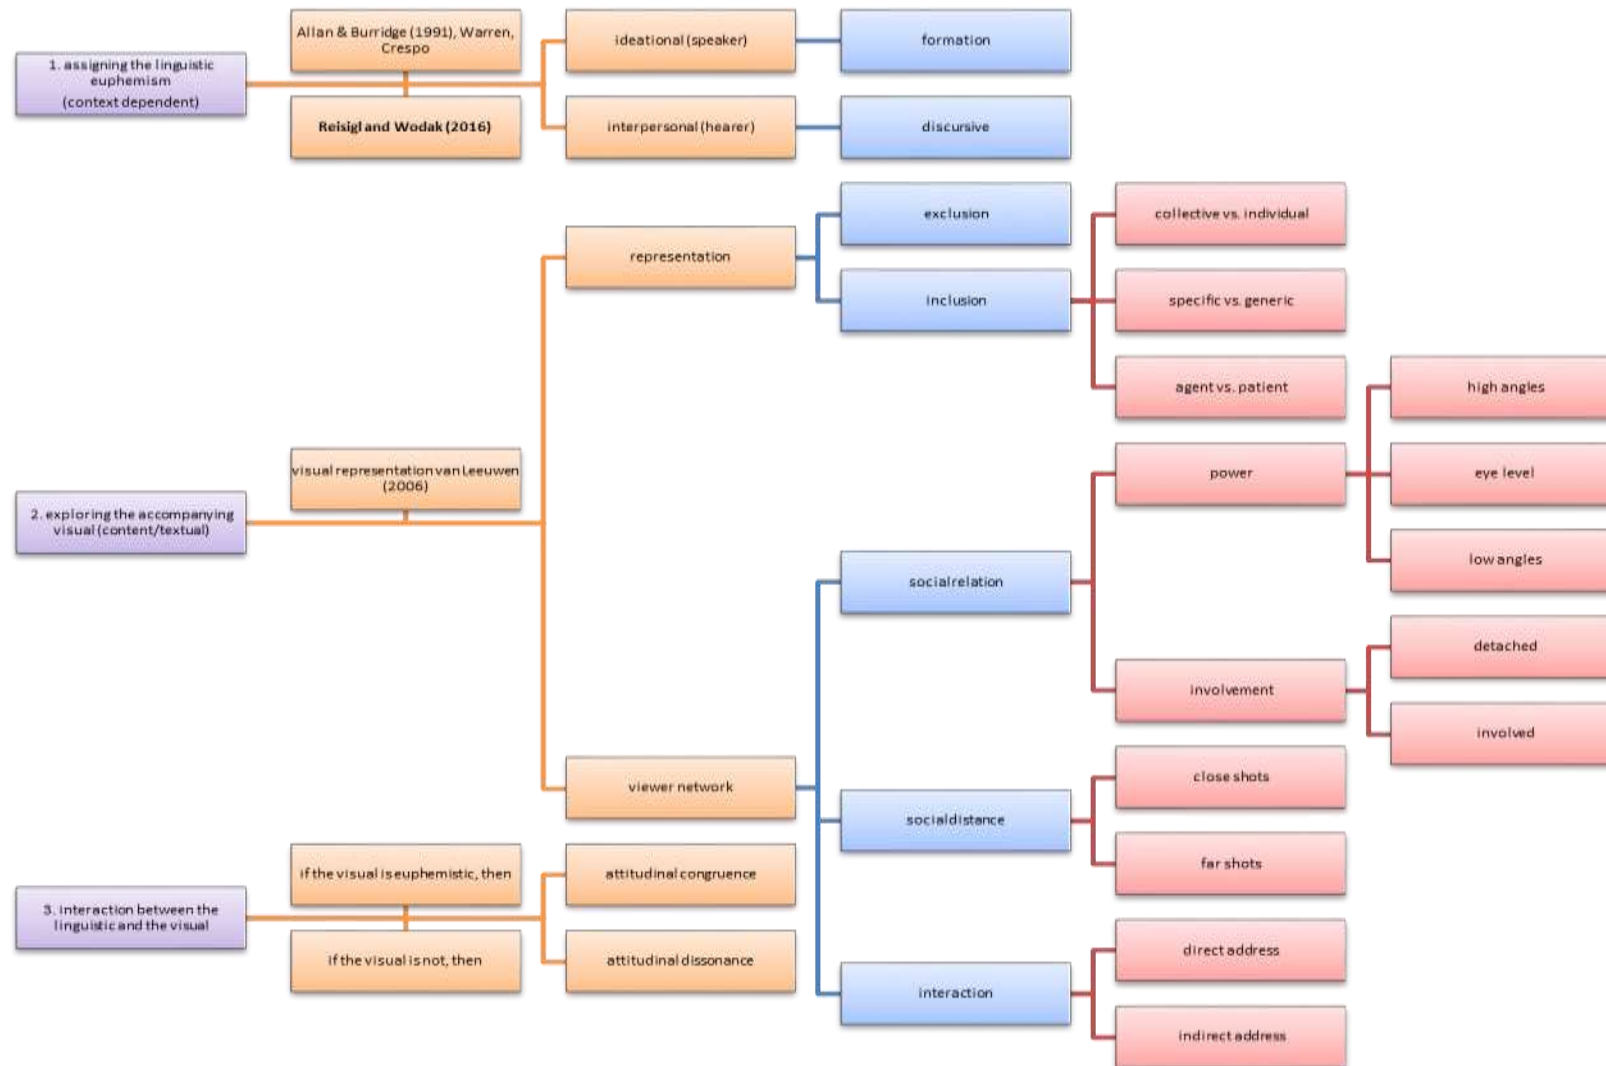 1. assigning the linguistic
euphemism
(context dependent)
Allan & Burridge (1991), Warren,
Crespo
Reisigl and Wodak (2016)
ideational (speaker)
formation
interpersonal (hearer)
discursive
2. exploring the accompanying
visual (content/textual)
visual representation van Leeuwen
(2006)
representation
exclusion
inclusion
collective vs. individual
specific vs. generic
agent vs. patient
viewer network
social relation
power
high angles
eye level
low angles
involvement
detached
involved
social distance
close shots
far shots
interaction
direct address
indirect address
3. interaction between the
linguistic and the visual
if the visual is euphemistic, then
attitudinal congruence
if the visual is not, then
attitudinal dissonance